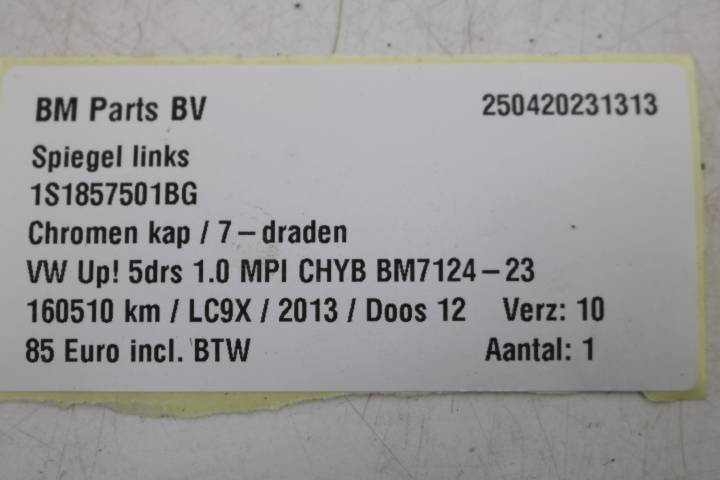 BM Parts BV 250420231313
Spiegel links
1S1857501BG
Chromen kap / 7-draden
VW Up! 5drs 1.0 MPI CHYB BM7124-23
160510 km / LC9X / 2013 / Doos 12 Verz: 10
85 Euro incl. BTW Aantal: 1